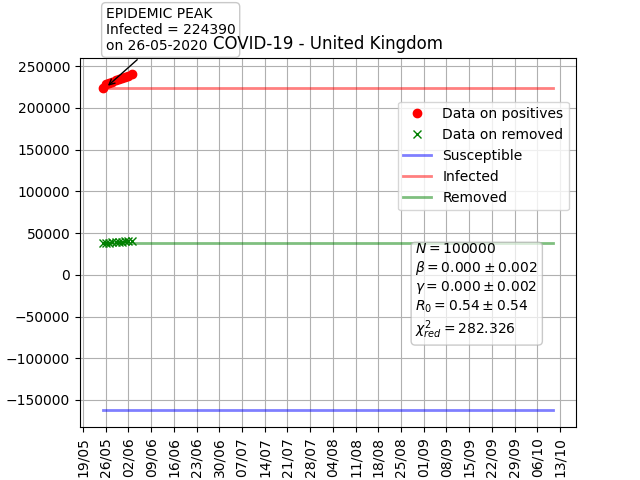 EPIDEMIC PEAK
Infected = 224390
on 26-05-2020
COVID-19 - United Kingdom
250000
200000
150000
100000
50000
0
−50000
−100000
−150000
Data on positives
Data on removed
Susceptible
Infected
Removed
N = 100000
β = 0.000 ± 0.002
γ = 0.000 ± 0.002
R₀ = 0.54 ± 0.54
χ²red = 282.326
19/05
26/05
02/06
09/06
16/06
23/06
30/06
07/07
14/07
21/07
28/07
04/08
11/08
18/08
25/08
01/09
08/09
15/09
22/09
29/09
06/10
13/10